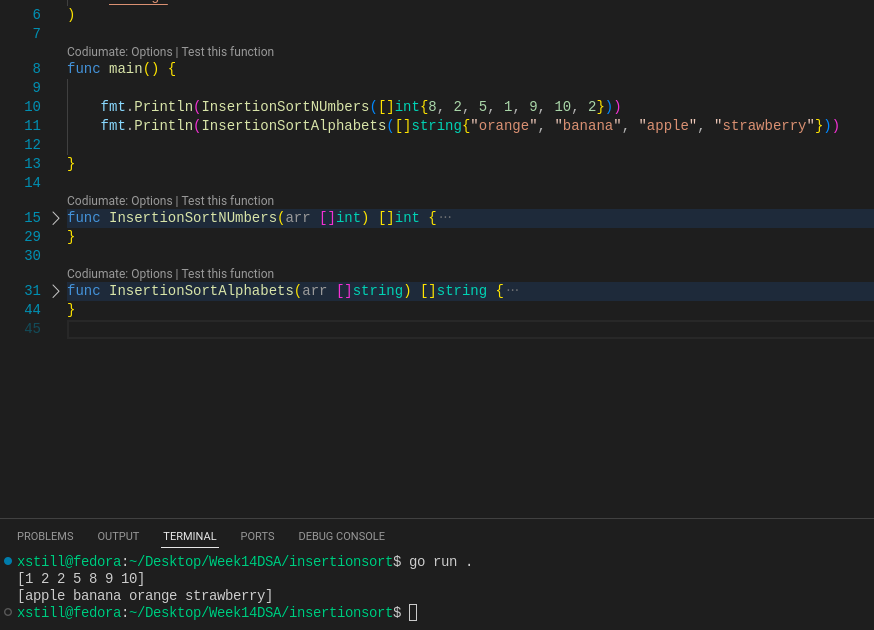 6 )
7
Codiumate: Options | Test this function
8 func main() {
9
10 fmt.Println(InsertionSortNUmbers([]int{8, 2, 5, 1, 9, 10, 2}))
11 fmt.Println(InsertionSortAlphabets([]string{"orange", "banana", "apple", "strawberry"}))
12
13 }
14
Codiumate: Options | Test this function
15 func InsertionSortNUmbers(arr []int) []int {···
29 }
30
Codiumate: Options | Test this function
31 func InsertionSortAlphabets(arr []string) []string {···
44 }
45
PROBLEMS OUTPUT TERMINAL PORTS DEBUG CONSOLE
xstill@fedora:~/Desktop/Week14DSA/insertionsort$ go run .
[1 2 2 5 8 9 10]
[apple banana orange strawberry]
xstill@fedora:~/Desktop/Week14DSA/insertionsort$